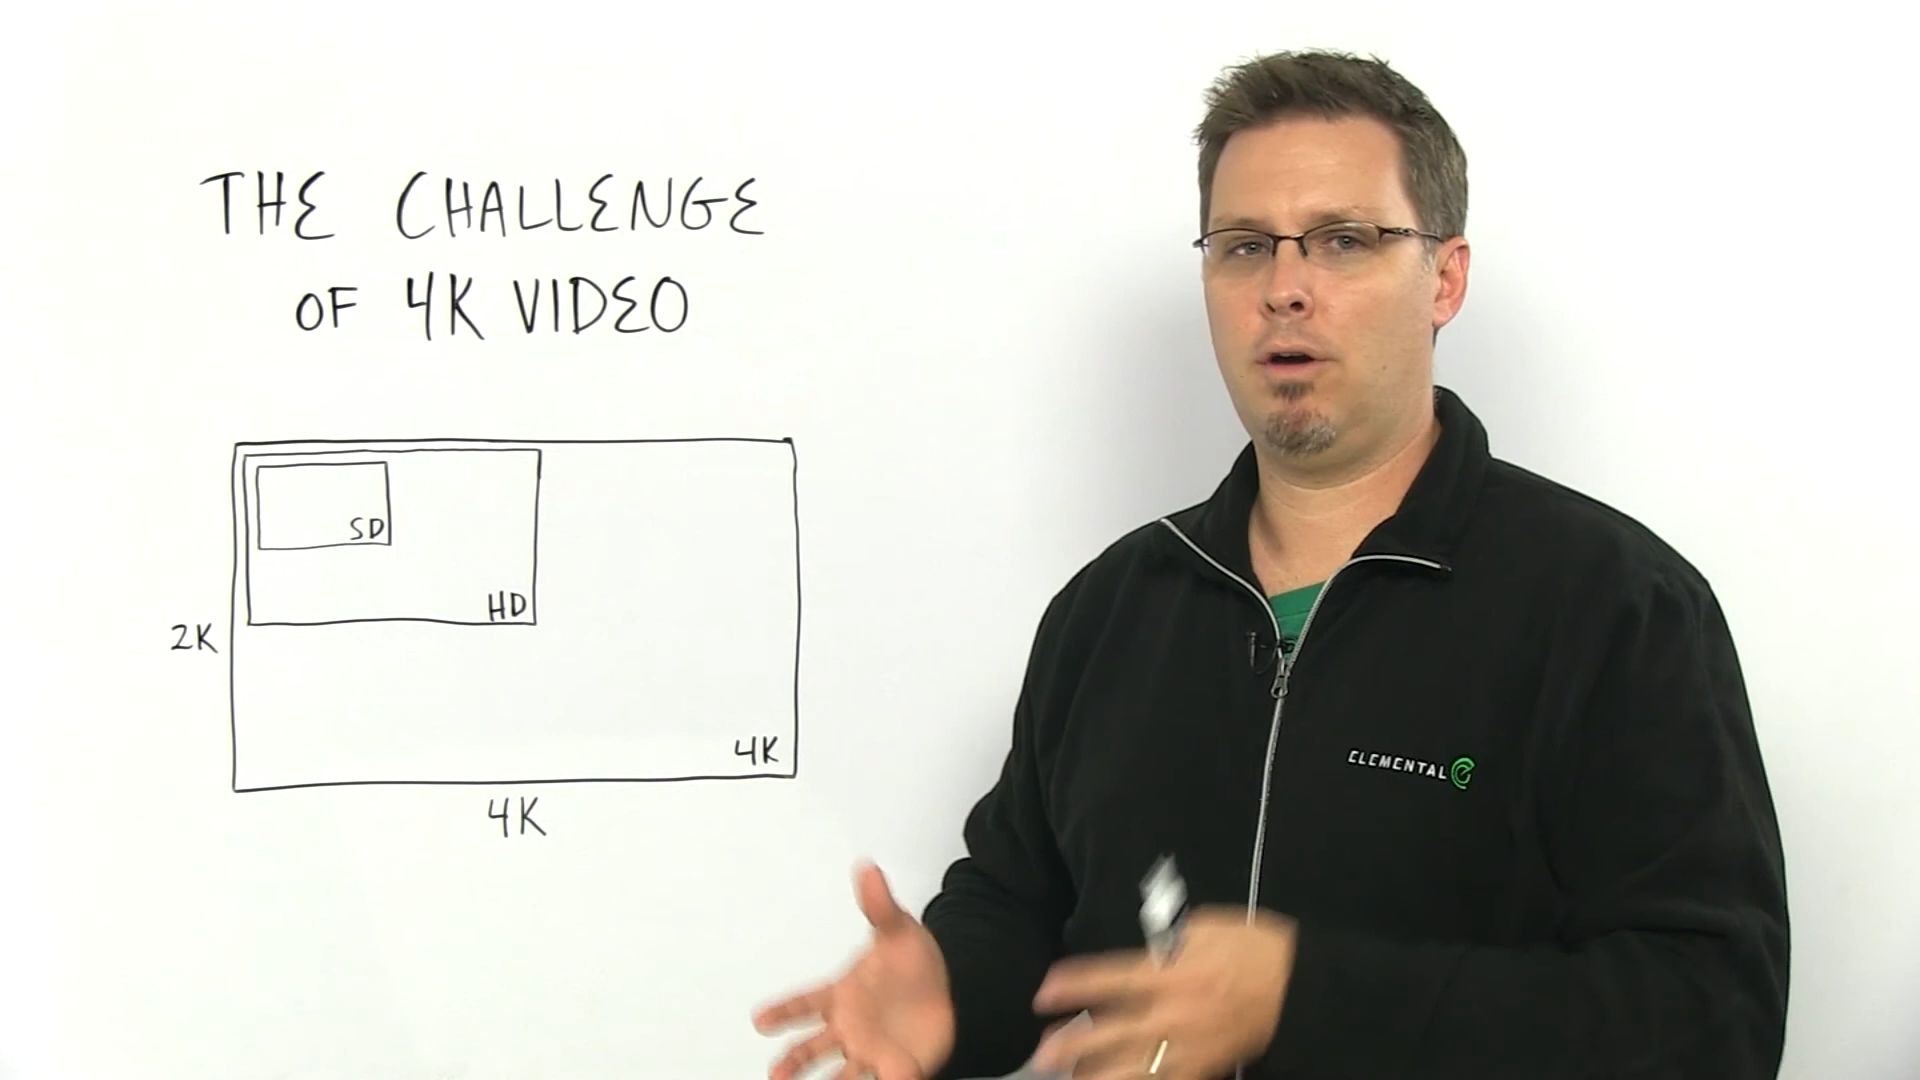 THE CHALLENGE
OF 4K VIDEO
SD
HD
2K
4K
4K
ELEMENTAL